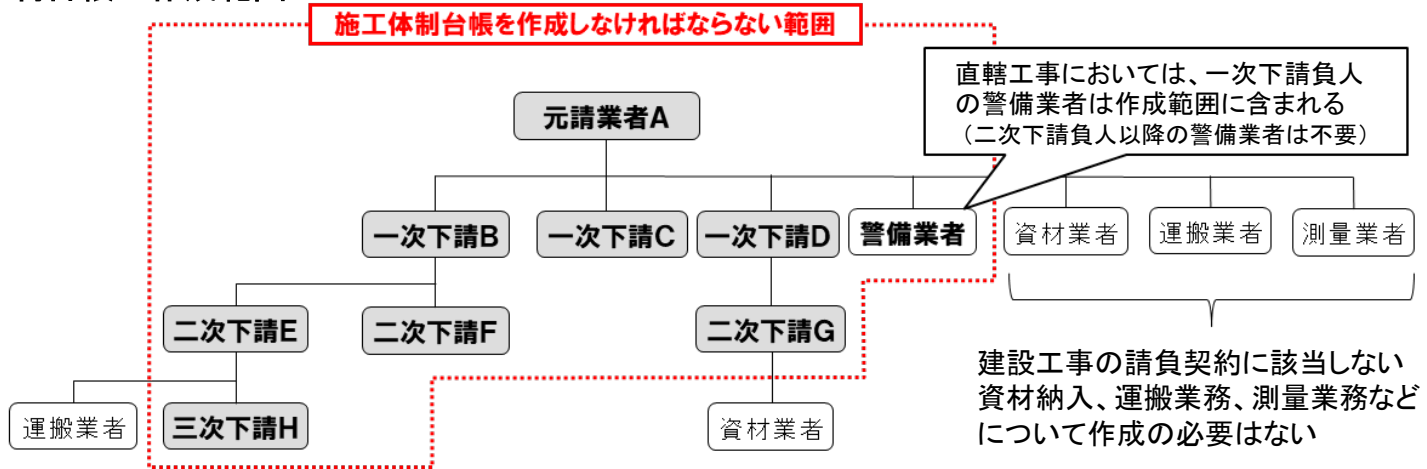 施工体制台帳を作成しなければならない範囲
直轄工事においては、一次下請負人
の警備業者は作成範囲に含まれる
（二次下請負人以降の警備業者は不要）
元請業者A
一次下請B
一次下請C
一次下請D
警備業者
資材業者
運搬業者
測量業者
二次下請E
二次下請F
二次下請G
建設工事の請負契約に該当しない
資材納入、運搬業務、測量業務など
について作成の必要はない
運搬業者
三次下請H
資材業者